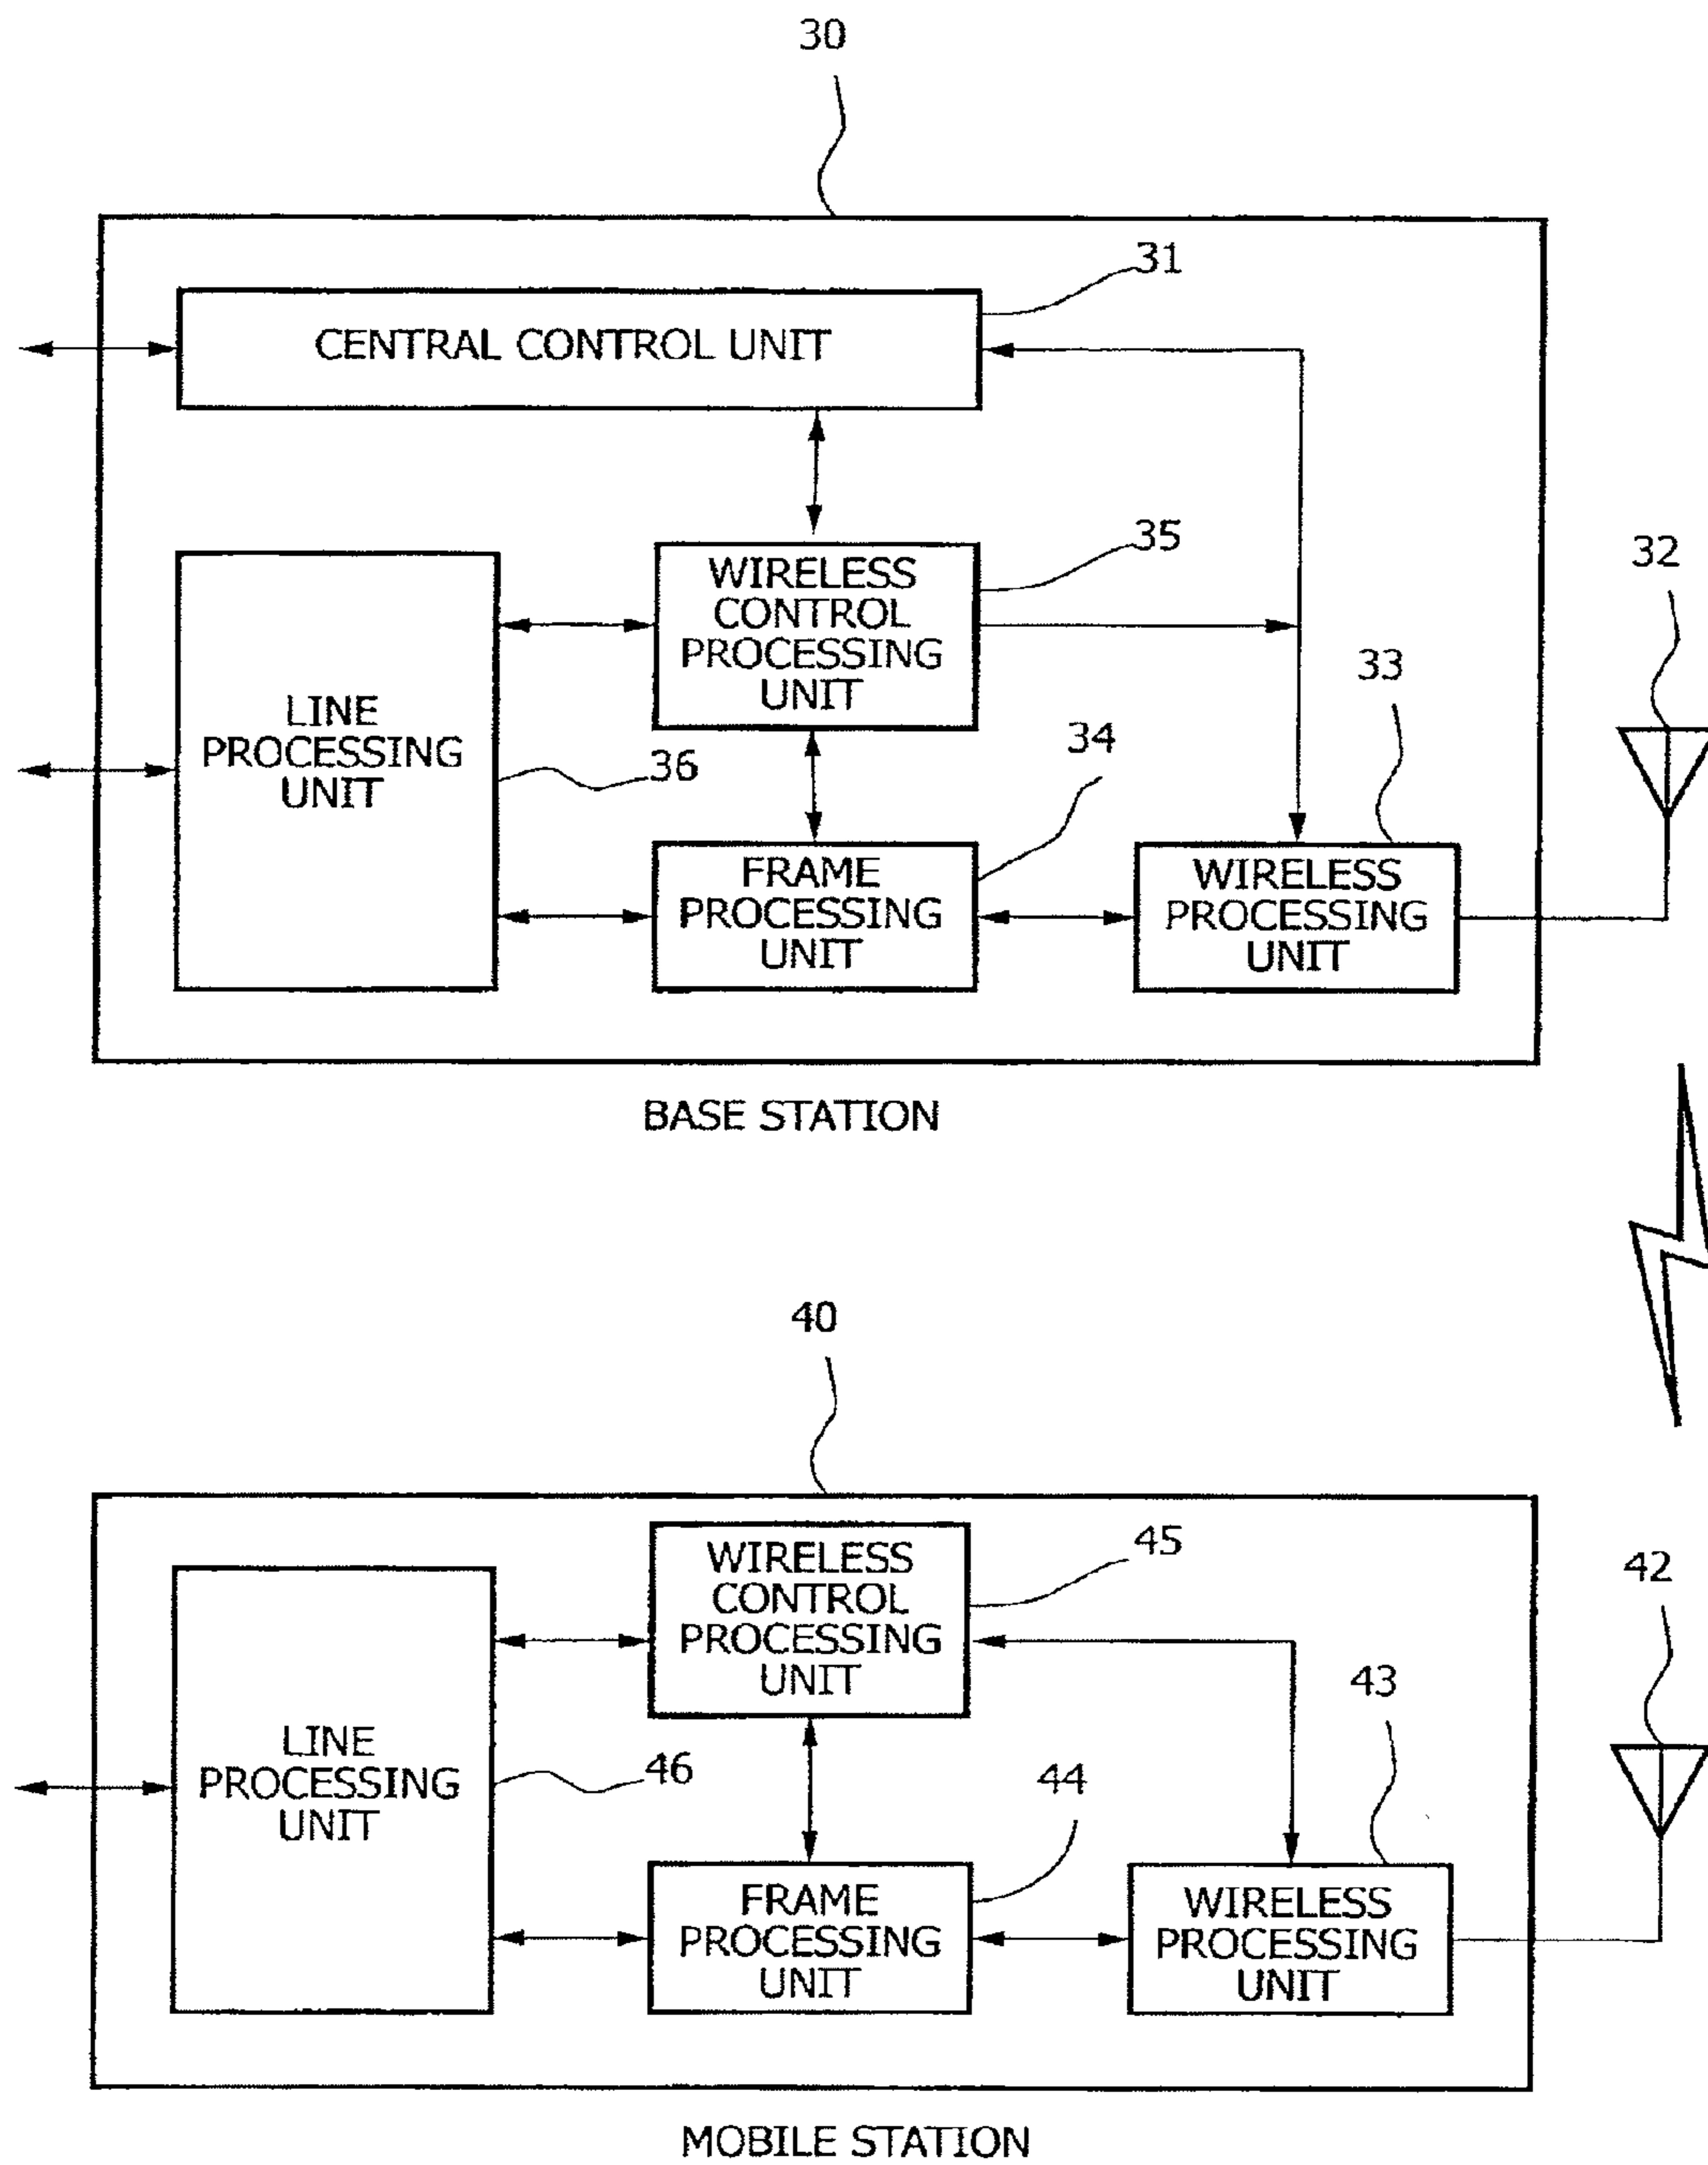 30
31
CENTRAL CONTROL UNIT
35
32
WIRELESS
CONTROL
PROCESSING
UNIT
33
LINE
PROCESSING
UNIT
36
34
FRAME
PROCESSING
UNIT
WIRELESS
PROCESSING
UNIT
BASE STATION
40
45
42
WIRELESS
CONTROL
PROCESSING
UNIT
43
LINE
PROCESSING
UNIT
46
44
FRAME
PROCESSING
UNIT
WIRELESS
PROCESSING
UNIT
MOBILE STATION